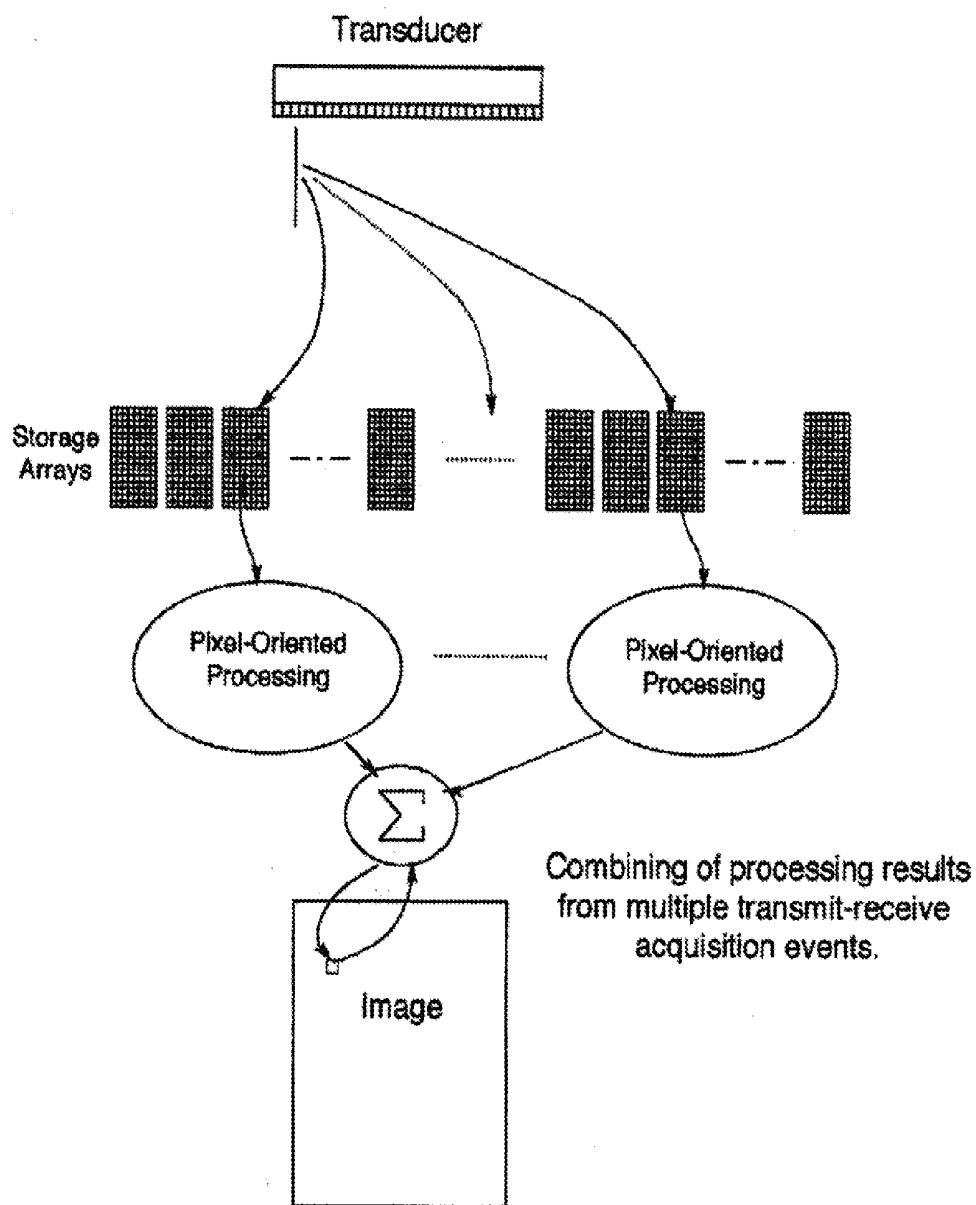 Transducer
Storage
Arrays
Pixel-Oriented
Processing
Pixel-Oriented
Processing
Σ
Combining of processing results
from multiple transmit-receive
acquisition events.
Image